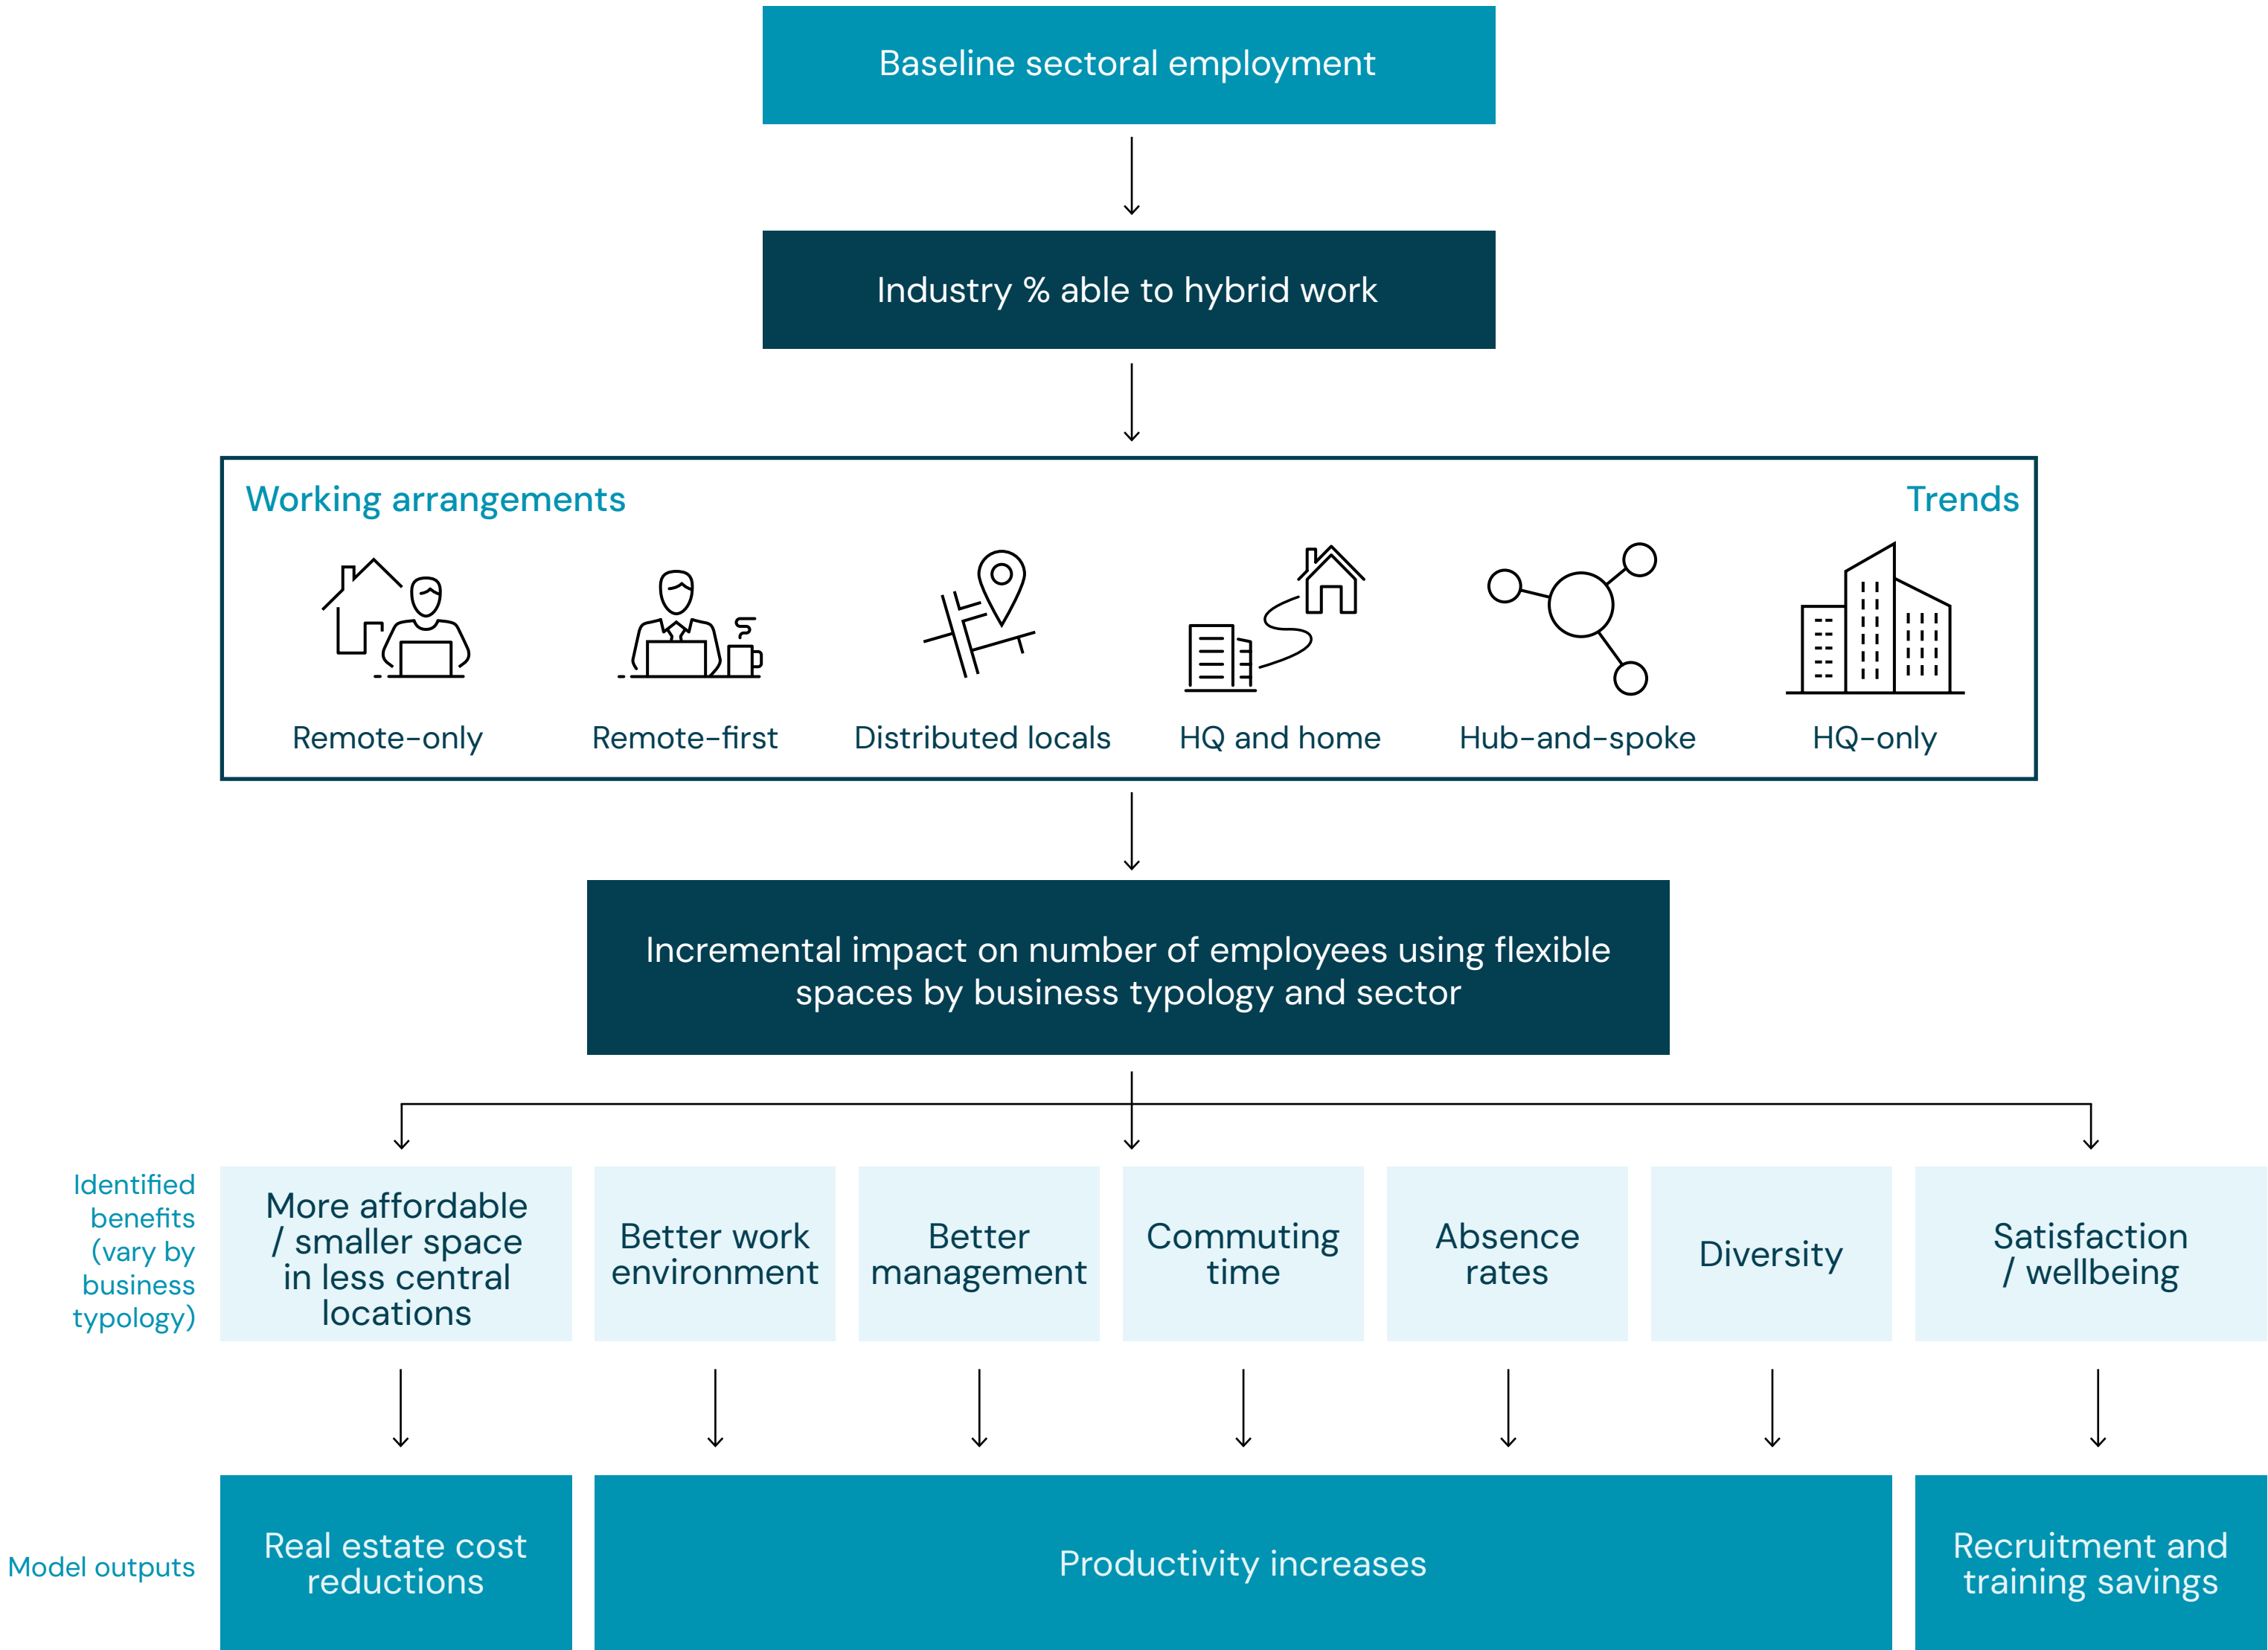 Baseline sectoral employment
Industry % able to hybrid work
Working arrangements
Trends
Remote-only
Remote-first
Distributed locals
HQ and home
Hub-and-spoke
HQ-only
Incremental impact on number of employees using flexible
spaces by business typology and sector
Identified
benefits
(vary by
business
typology)
More affordable
/ smaller space
in less central
locations
Better work
environment
Better
management
Commuting
time
Absence
rates
Diversity
Satisfaction
/ wellbeing
Model outputs
Real estate cost
reductions
Productivity increases
Recruitment and
training savings